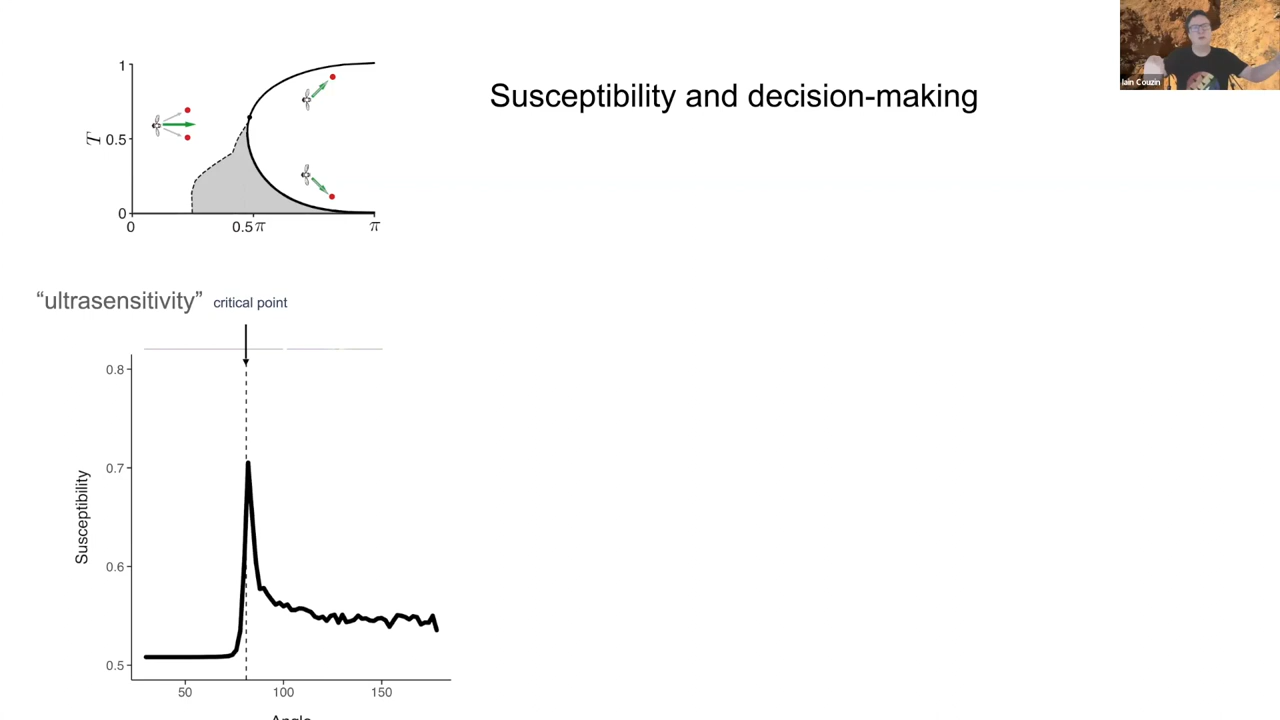 Susceptibility and decision-making
Iain Couzin
1
T
0.5
0
0
0.5π
π
“ultrasensitivity”
critical point
0.8
0.7
Susceptibility
0.6
0.5
50
100
150
Angle